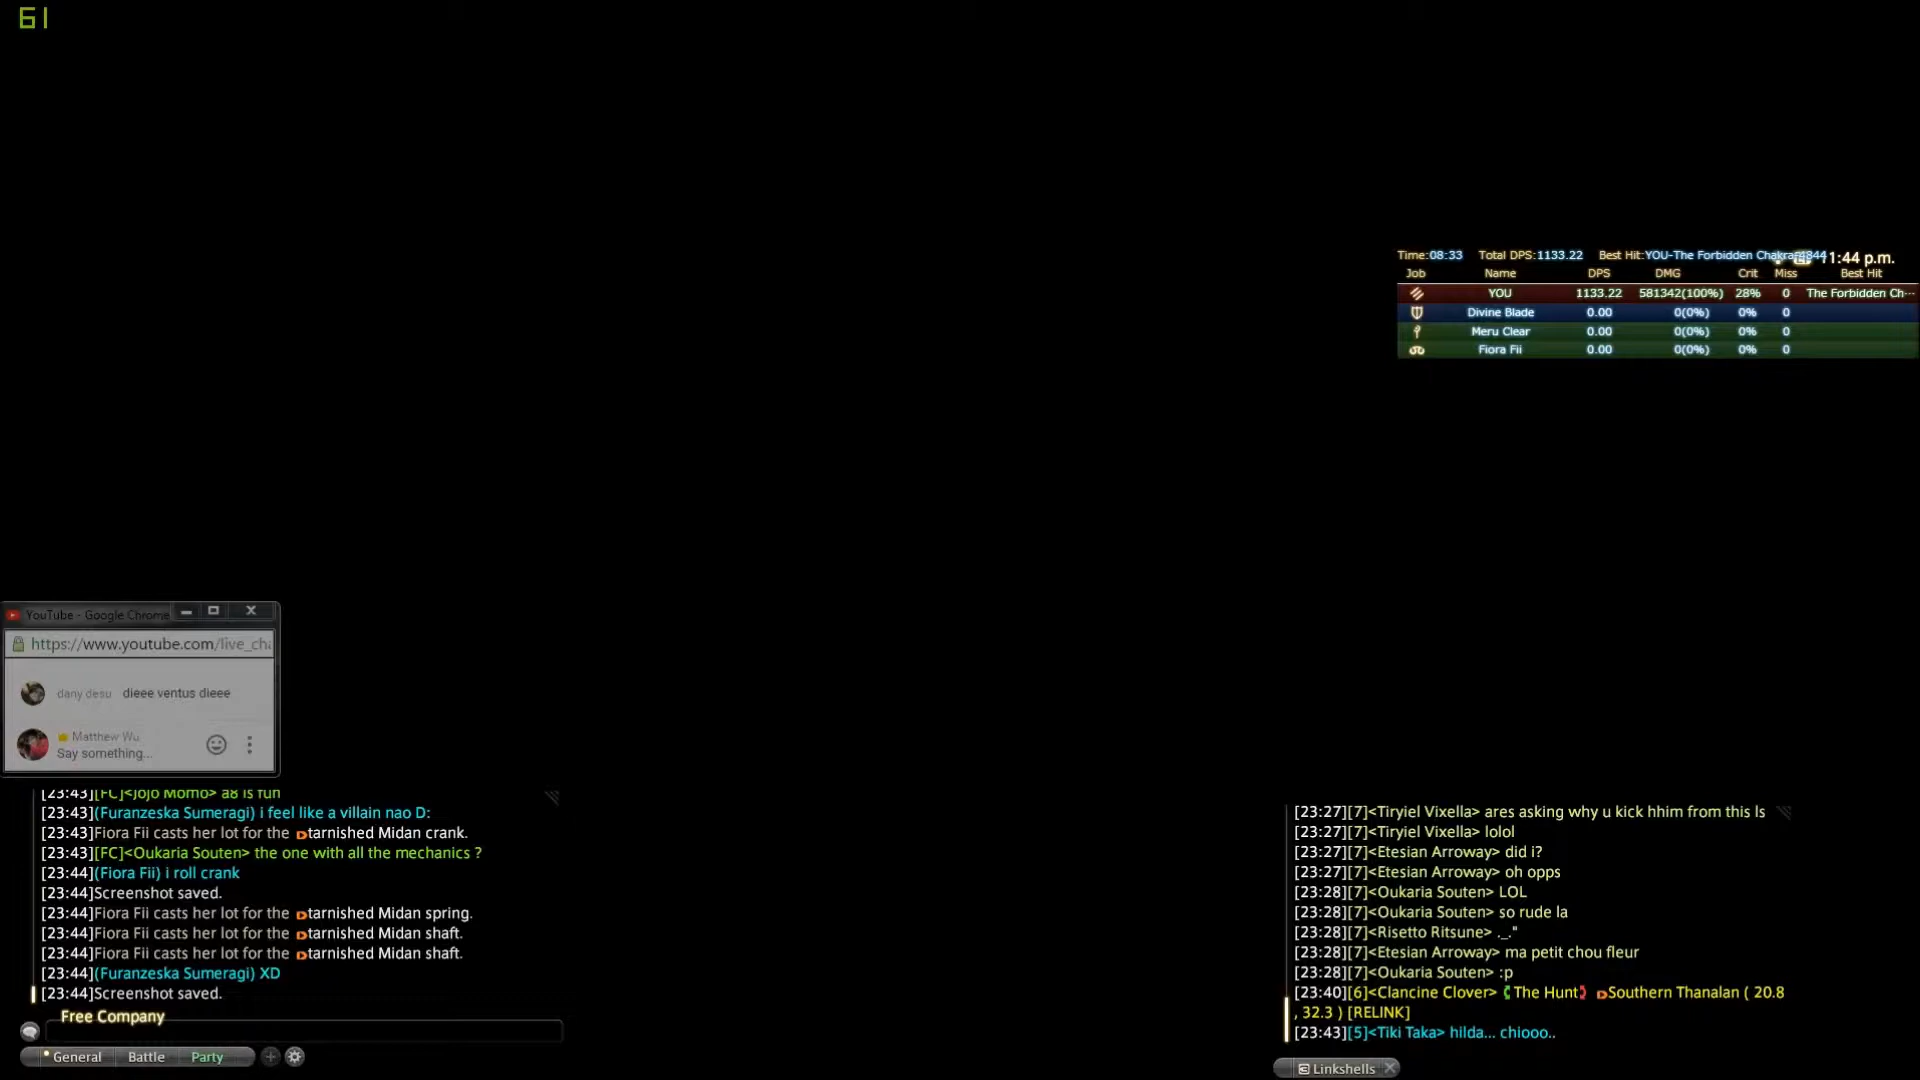 61
Time:08:33 Total DPS:1133.22 Best Hit:YOU-The Forbidden Chakra-4844
11:44 p.m.
Job Name DPS DMG Crit Miss Best Hit
YOU 1133.22 581342(100%) 28% 0 The Forbidden Ch···
Divine Blade 0.00 0(0%) 0% 0
Meru Clear 0.00 0(0%) 0% 0
Fiora Fii 0.00 0(0%) 0% 0
YouTube - Google Chrome
https://www.youtube.com/live_cha
dany desu dieee ventus dieee
Matthew Wu
Say something...
[23:43][FC]<Jojo Momo> a8 is fun
[23:43](Furanzeska Sumeragi) i feel like a villain nao D:
[23:43]Fiora Fii casts her lot for the tarnished Midan crank.
[23:43][FC]<Oukaria Souten> the one with all the mechanics ?
[23:44](Fiora Fii) i roll crank
[23:44]Screenshot saved.
[23:44]Fiora Fii casts her lot for the tarnished Midan spring.
[23:44]Fiora Fii casts her lot for the tarnished Midan shaft.
[23:44]Fiora Fii casts her lot for the tarnished Midan shaft.
[23:44](Furanzeska Sumeragi) XD
[23:44]Screenshot saved.
Free Company
General Battle Party
[23:27][7]<Tiryiel Vixella> ares asking why u kick hhim from this ls
[23:27][7]<Tiryiel Vixella> lolol
[23:27][7]<Etesian Arroway> did i?
[23:27][7]<Etesian Arroway> oh opps
[23:28][7]<Oukaria Souten> LOL
[23:28][7]<Oukaria Souten> so rude la
[23:28][7]<Risetto Ritsune> ._."
[23:28][7]<Etesian Arroway> ma petit chou fleur
[23:28][7]<Oukaria Souten> :p
[23:40][6]<Clancine Clover> The Hunt Southern Thanalan ( 20.8
, 32.3 ) [RELINK]
[23:43][5]<Tiki Taka> hilda... chiooo..
Linkshells